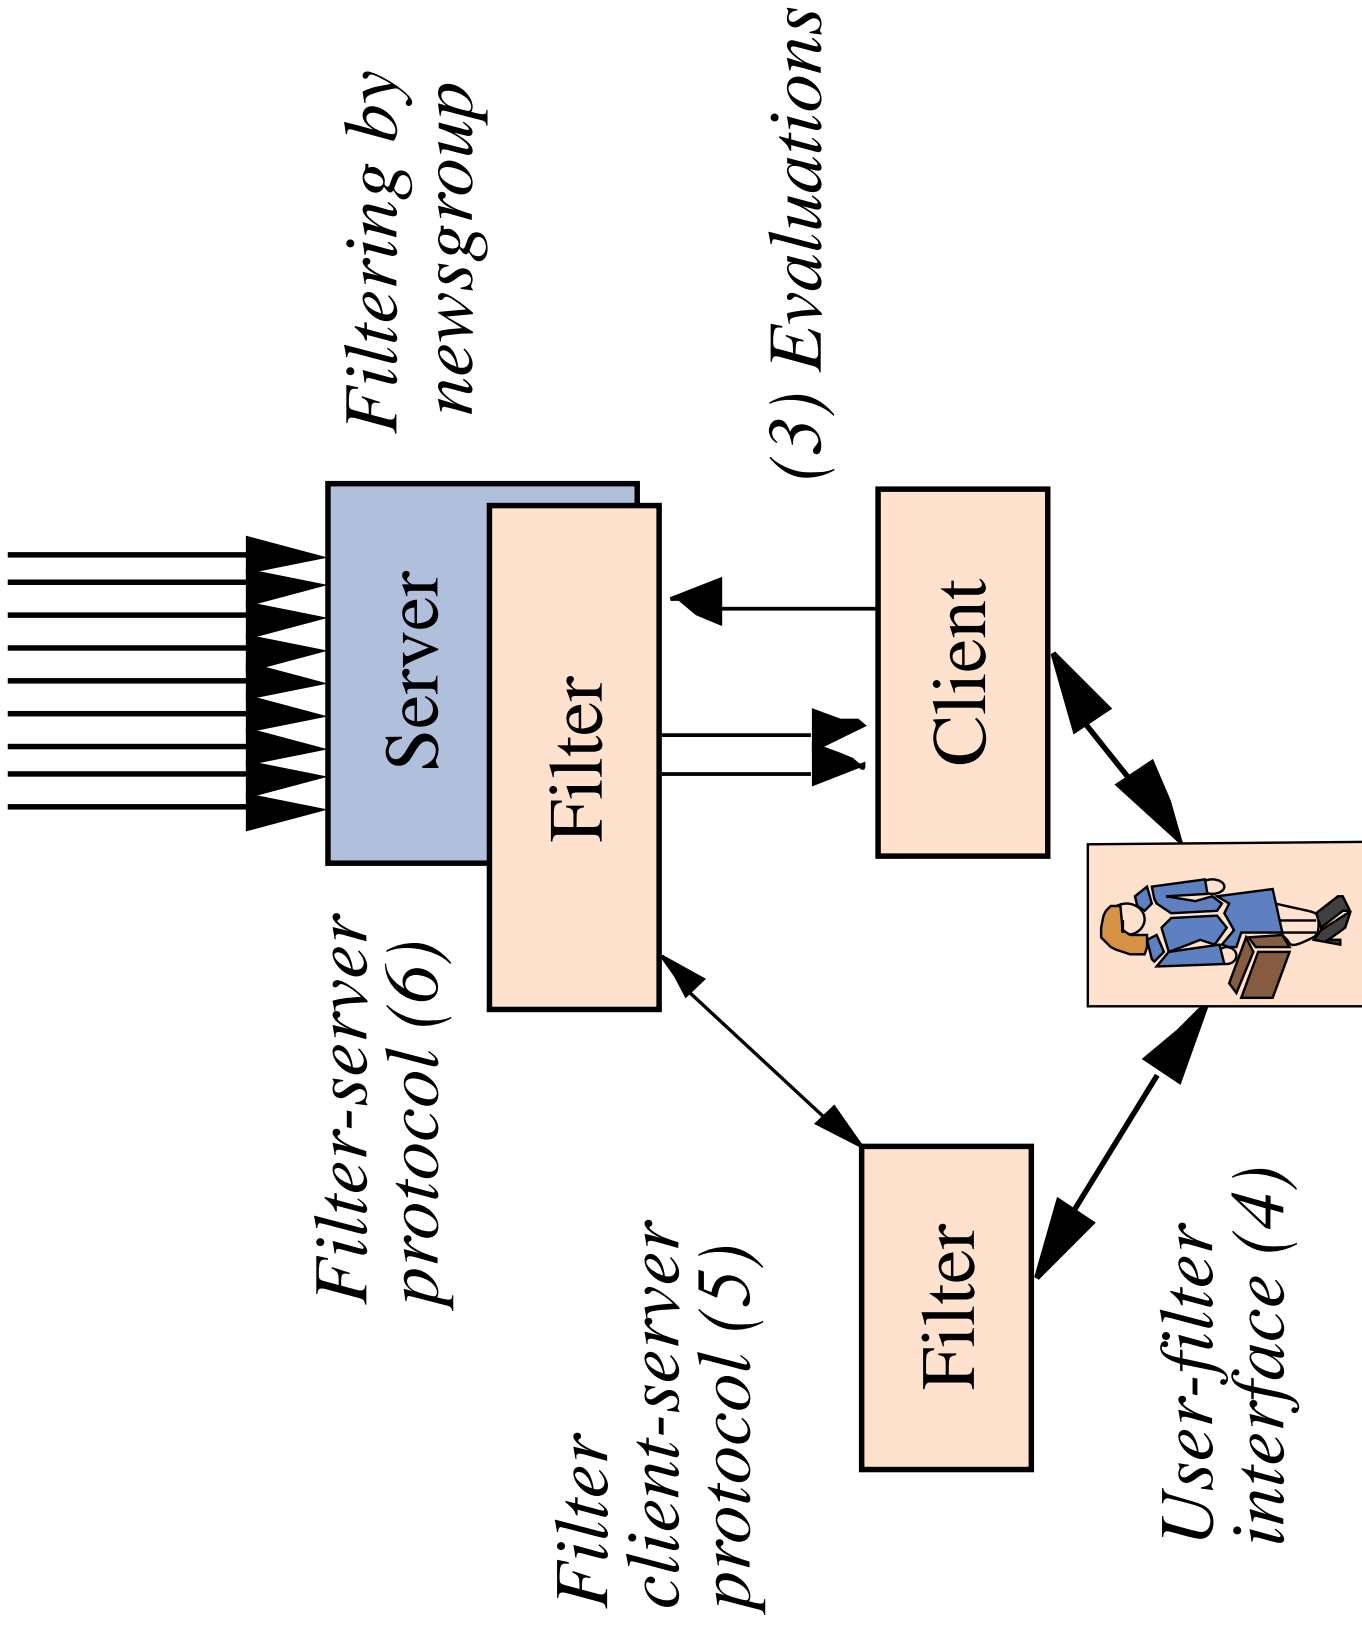 Filtering by
newsgroup
Server
Filter
Filter-server
protocol (6)
(3) Evaluations
Client
Filter
client-server
protocol (5)
Filter
User-filter
interface (4)